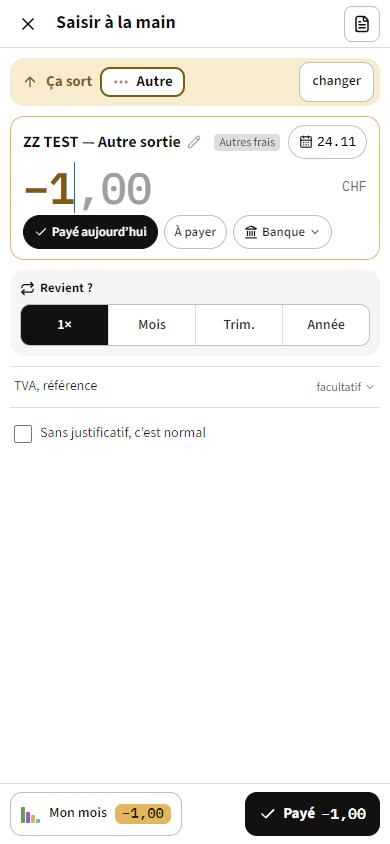 Saisir à la main
Ça sort
Autre
changer
ZZ TEST — Autre sortie
Autres frais
24.11
−1,00
CHF
Payé aujourd'hui
À payer
Banque
Revient ?
1×
Mois
Trim.
Année
TVA, référence
facultatif
Sans justificatif, c'est normal
Mon mois
−1,00
Payé −1,00